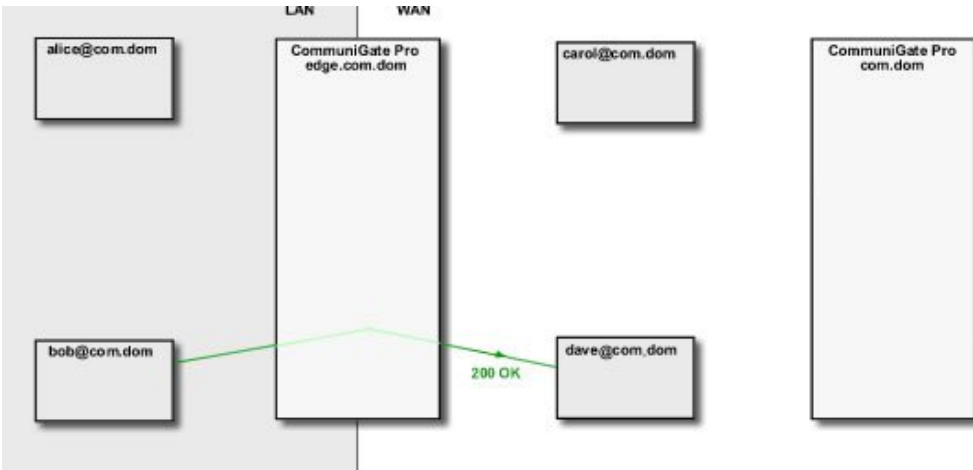 LAN
WAN
alice@com.dom
CommuniGate Pro
edge.com.dom
carol@com.dom
CommuniGate Pro
com.dom
bob@com.dom
dave@com,dom
200 OK